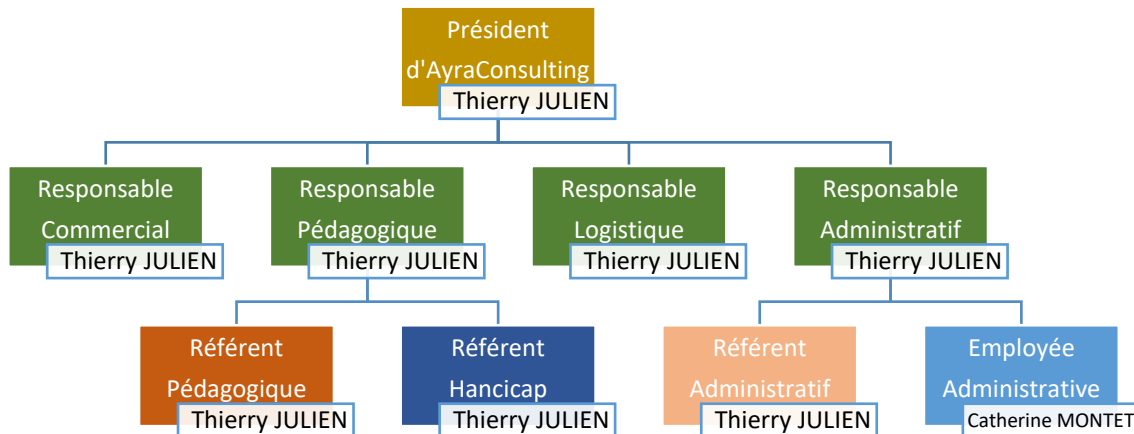 Président
d'AyraConsulting
Thierry JULIEN
Responsable
Commercial
Thierry JULIEN
Responsable
Pédagogique
Thierry JULIEN
Responsable
Logistique
Thierry JULIEN
Responsable
Administratif
Thierry JULIEN
Référent
Pédagogique
Thierry JULIEN
Référent
Hancicap
Thierry JULIEN
Référent
Administratif
Thierry JULIEN
Employée
Administrative
Catherine MONTET